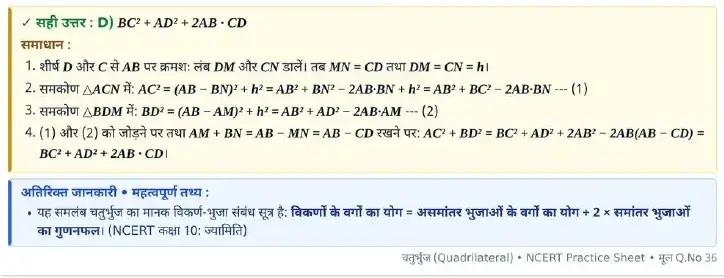 ✓ सही उत्तर : D) BC² + AD² + 2AB · CD
समाधान :
1. शीर्ष D और C से AB पर क्रमशः लंब DM और CN डालें। तब MN = CD तथा DM = CN = h।
2. समकोण △ACN में: AC² = (AB − BN)² + h² = AB² + BN² − 2AB·BN + h² = AB² + BC² − 2AB·BN --- (1)
3. समकोण △BDM में: BD² = (AB − AM)² + h² = AB² + AD² − 2AB·AM --- (2)
4. (1) और (2) को जोड़ने पर तथा AM + BN = AB − MN = AB − CD रखने पर: AC² + BD² = BC² + AD² + 2AB² − 2AB(AB − CD) =
BC² + AD² + 2AB · CD।
अतिरिक्त जानकारी • महत्वपूर्ण तथ्य :
• यह समलंब चतुर्भुज का मानक विकर्ण-भुजा संबंध सूत्र है: विकर्णों के वर्गों का योग = असमांतर भुजाओं के वर्गों का योग + 2 × समांतर भुजाओं
का गुणनफल। (NCERT कक्षा 10: ज्यामिति)
चतुर्भुज (Quadrilateral) • NCERT Practice Sheet • मूल Q.No 36